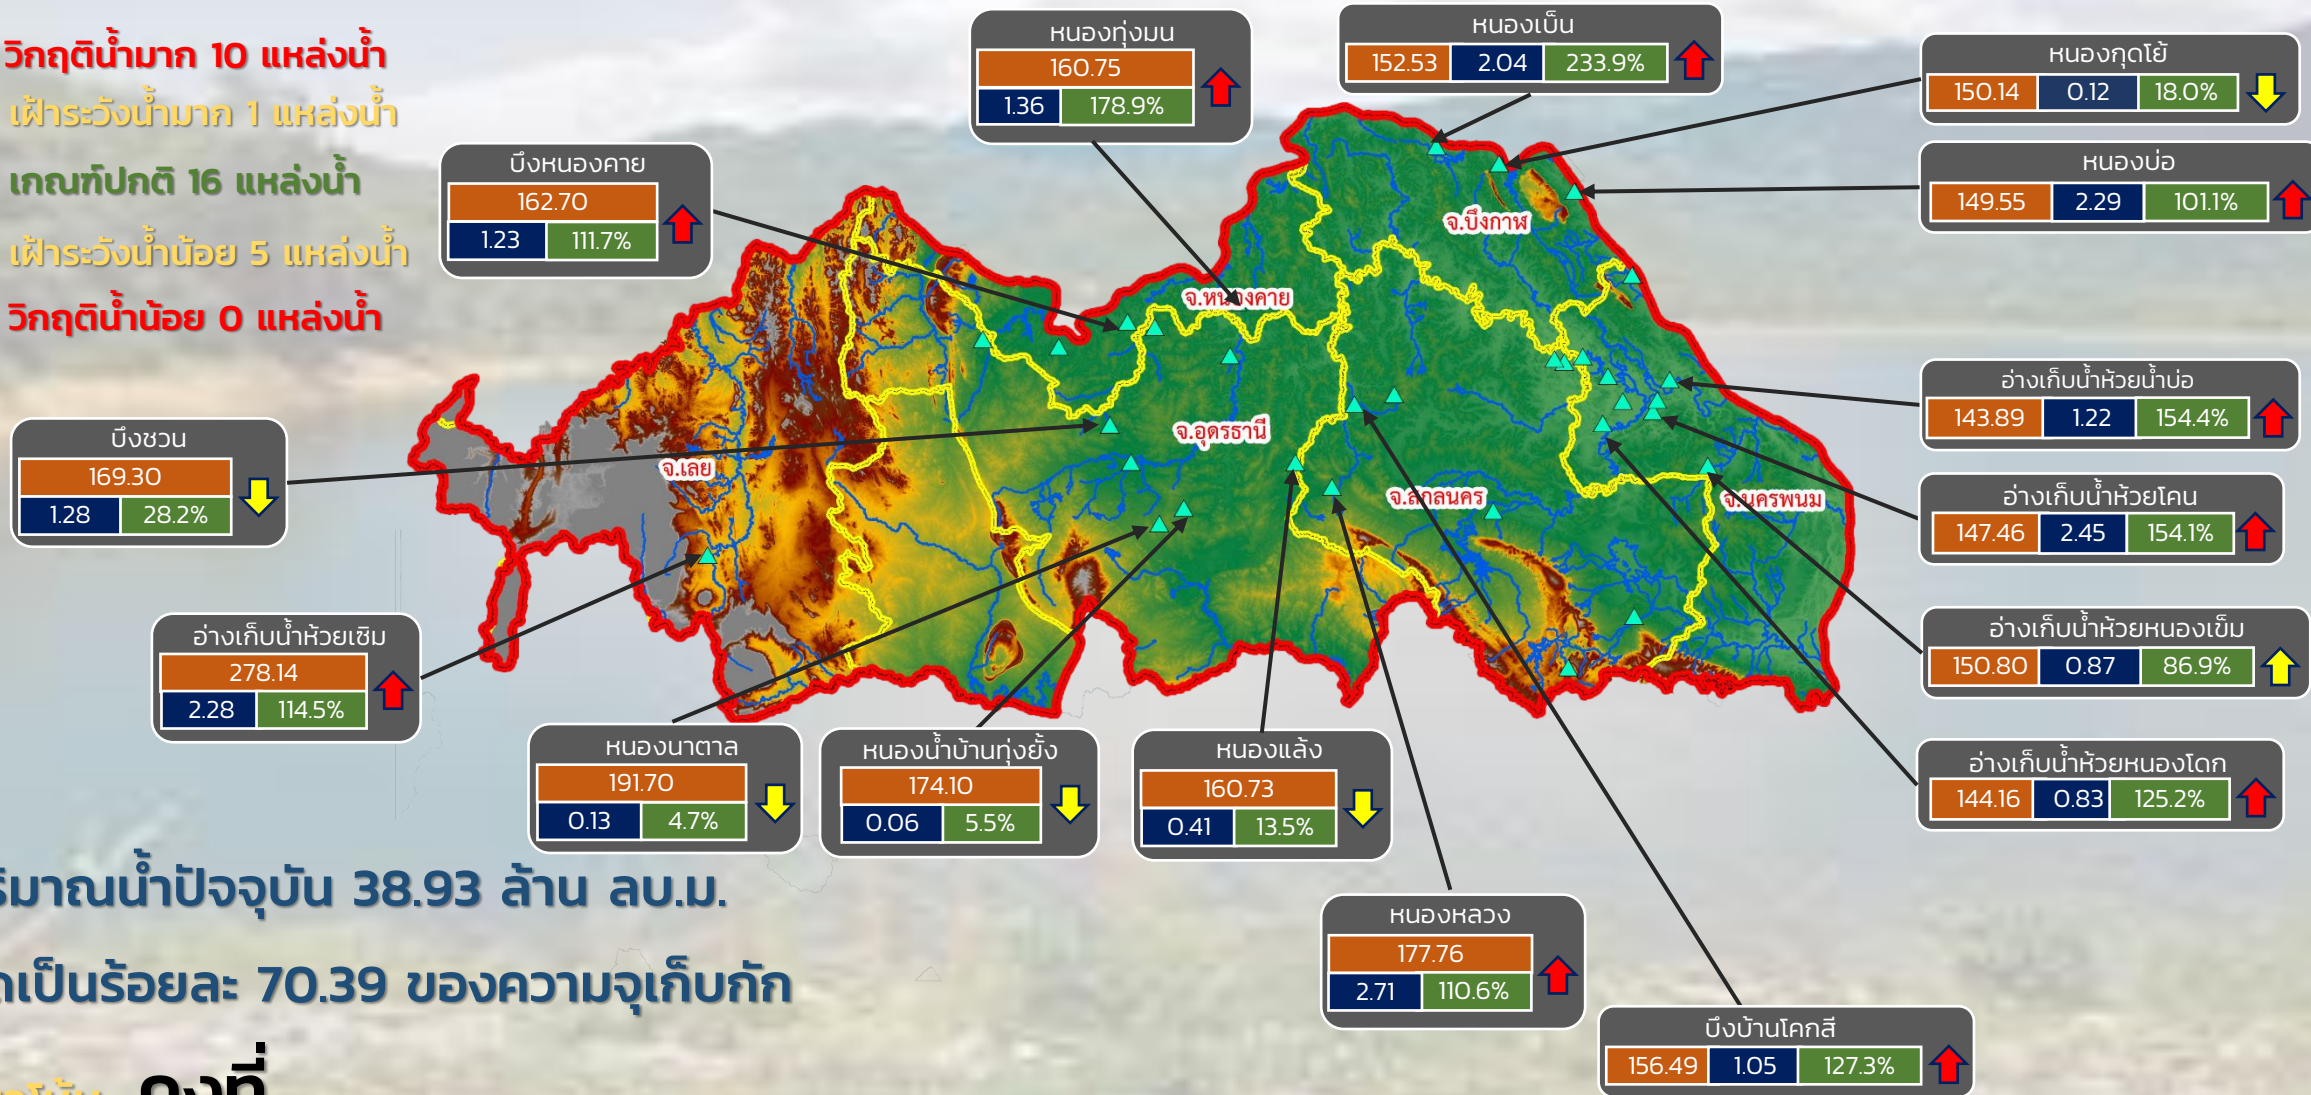 วิกฤติน้ำมาก 10 แหล่งน้ำ
เฝ้าระวังน้ำมาก 1 แหล่งน้ำ
เกณฑ์ปกติ 16 แหล่งน้ำ
เฝ้าระวังน้ำน้อย 5 แหล่งน้ำ
วิกฤติน้ำน้อย 0 แหล่งน้ำ
หนองทุ่งมน
160.75
1.36 178.9%
หนองเบ็น
152.53 2.04 233.9%
หนองกุดโย้
150.14 0.12 18.0%
หนองบ่อ
149.55 2.29 101.1%
บึงหนองคาย
162.70
1.23 111.7%
จ.บึงกาฬ
จ.หนองคาย
จ.อุดรธานี
จ.เลย
จ.สกลนคร
จ.นครพนม
บึงชวน
169.30
1.28 28.2%
อ่างเก็บน้ำห้วยน้ำบ่อ
143.89 1.22 154.4%
อ่างเก็บน้ำห้วยโคน
147.46 2.45 154.1%
อ่างเก็บน้ำห้วยเซิม
278.14
2.28 114.5%
อ่างเก็บน้ำห้วยหนองเข็ม
150.80 0.87 86.9%
หนองนาตาล
191.70
0.13 4.7%
หนองน้ำบ้านทุ่งยั้ง
174.10
0.06 5.5%
หนองแล้ง
160.73
0.41 13.5%
อ่างเก็บน้ำห้วยหนองโดก
144.16 0.83 125.2%
ริมาณน้ำปัจจุบัน 38.93 ล้าน ลบ.ม.
ดเป็นร้อยละ 70.39 ของความจุเก็บกัก
หนองหลวง
177.76
2.71 110.6%
บึงบ้านโคกสี
156.49 1.05 127.3%
คงที่